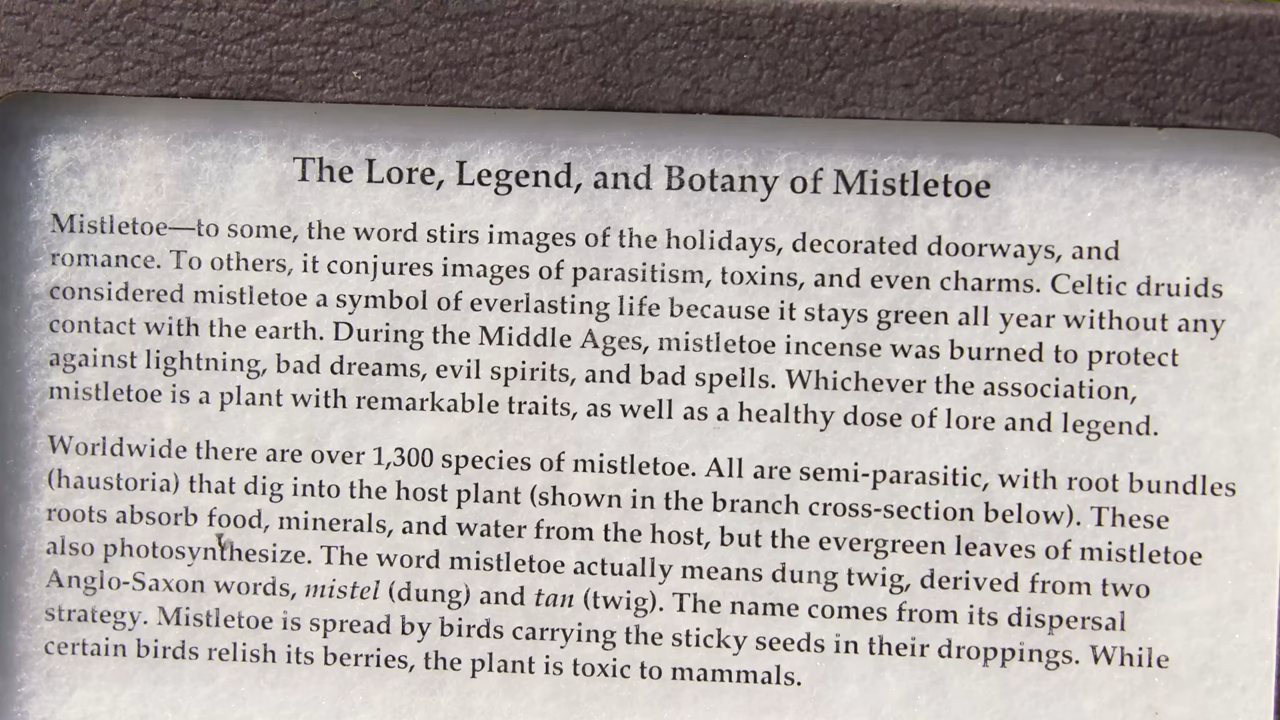 The Lore, Legend, and Botany of Mistletoe
Mistletoe—to some, the word stirs images of the holidays, decorated doorways, and
romance. To others, it conjures images of parasitism, toxins, and even charms. Celtic druids
considered mistletoe a symbol of everlasting life because it stays green all year without any
contact with the earth. During the Middle Ages, mistletoe incense was burned to protect
against lightning, bad dreams, evil spirits, and bad spells. Whichever the association,
mistletoe is a plant with remarkable traits, as well as a healthy dose of lore and legend.
Worldwide there are over 1,300 species of mistletoe. All are semi-parasitic, with root bundles
(haustoria) that dig into the host plant (shown in the branch cross-section below). These
roots absorb food, minerals, and water from the host, but the evergreen leaves of mistletoe
also photosynthesize. The word mistletoe actually means dung twig, derived from two
Anglo-Saxon words, mistel (dung) and tan (twig). The name comes from its dispersal
strategy. Mistletoe is spread by birds carrying the sticky seeds in their droppings. While
certain birds relish its berries, the plant is toxic to mammals.